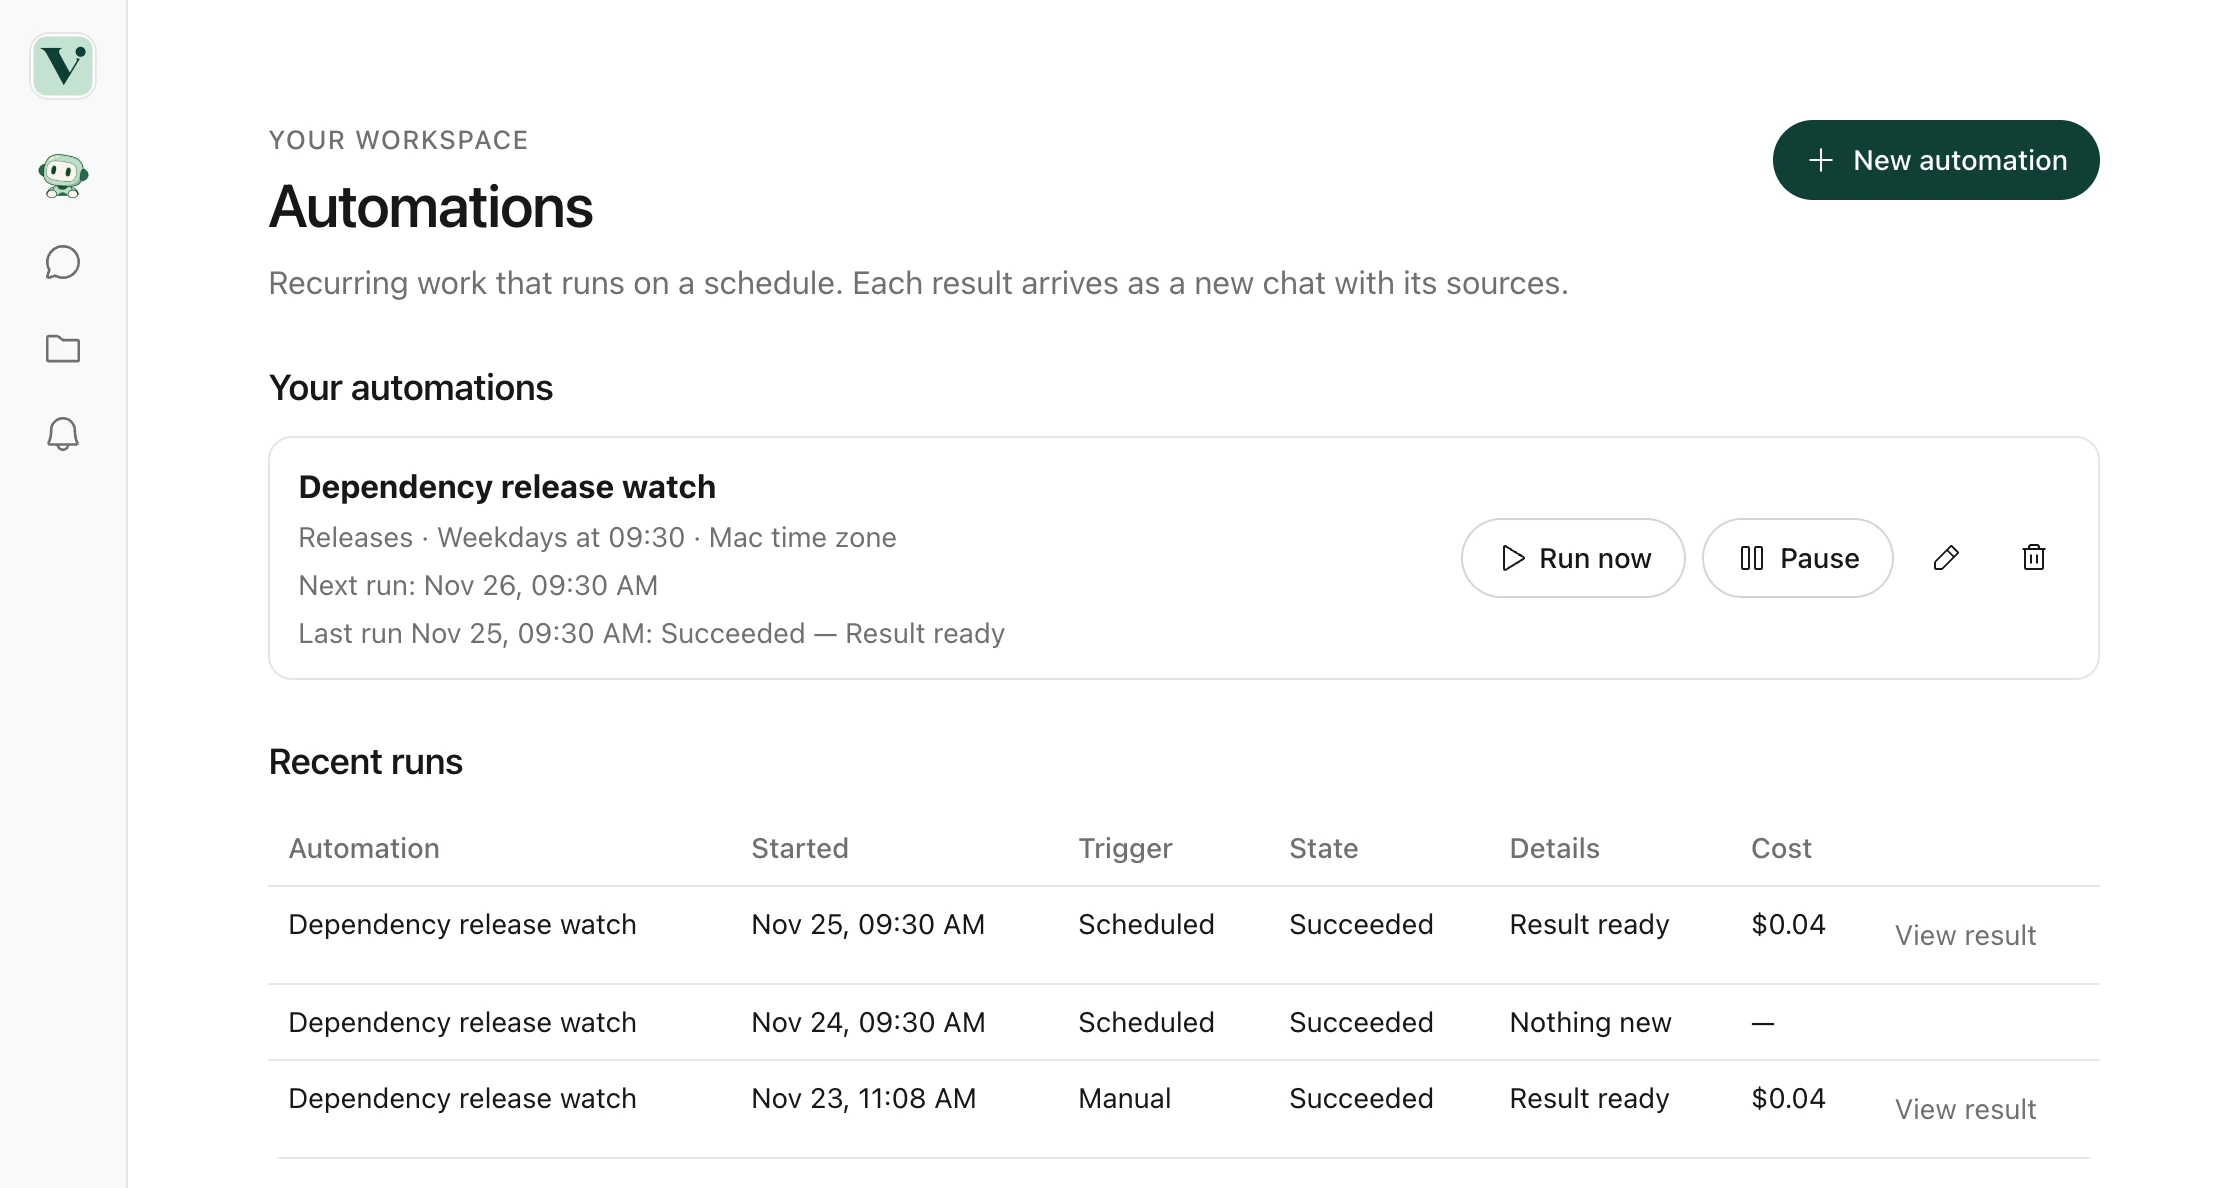 YOUR WORKSPACE
Automations
Recurring work that runs on a schedule. Each result arrives as a new chat with its sources.
New automation
Your automations
Dependency release watch
Releases · Weekdays at 09:30 · Mac time zone
Next run: Nov 26, 09:30 AM
Last run Nov 25, 09:30 AM: Succeeded — Result ready
Run now
Pause
Recent runs
Automation Started Trigger State Details Cost
Dependency release watch Nov 25, 09:30 AM Scheduled Succeeded Result ready $0.04 View result
Dependency release watch Nov 24, 09:30 AM Scheduled Succeeded Nothing new —
Dependency release watch Nov 23, 11:08 AM Manual Succeeded Result ready $0.04 View result